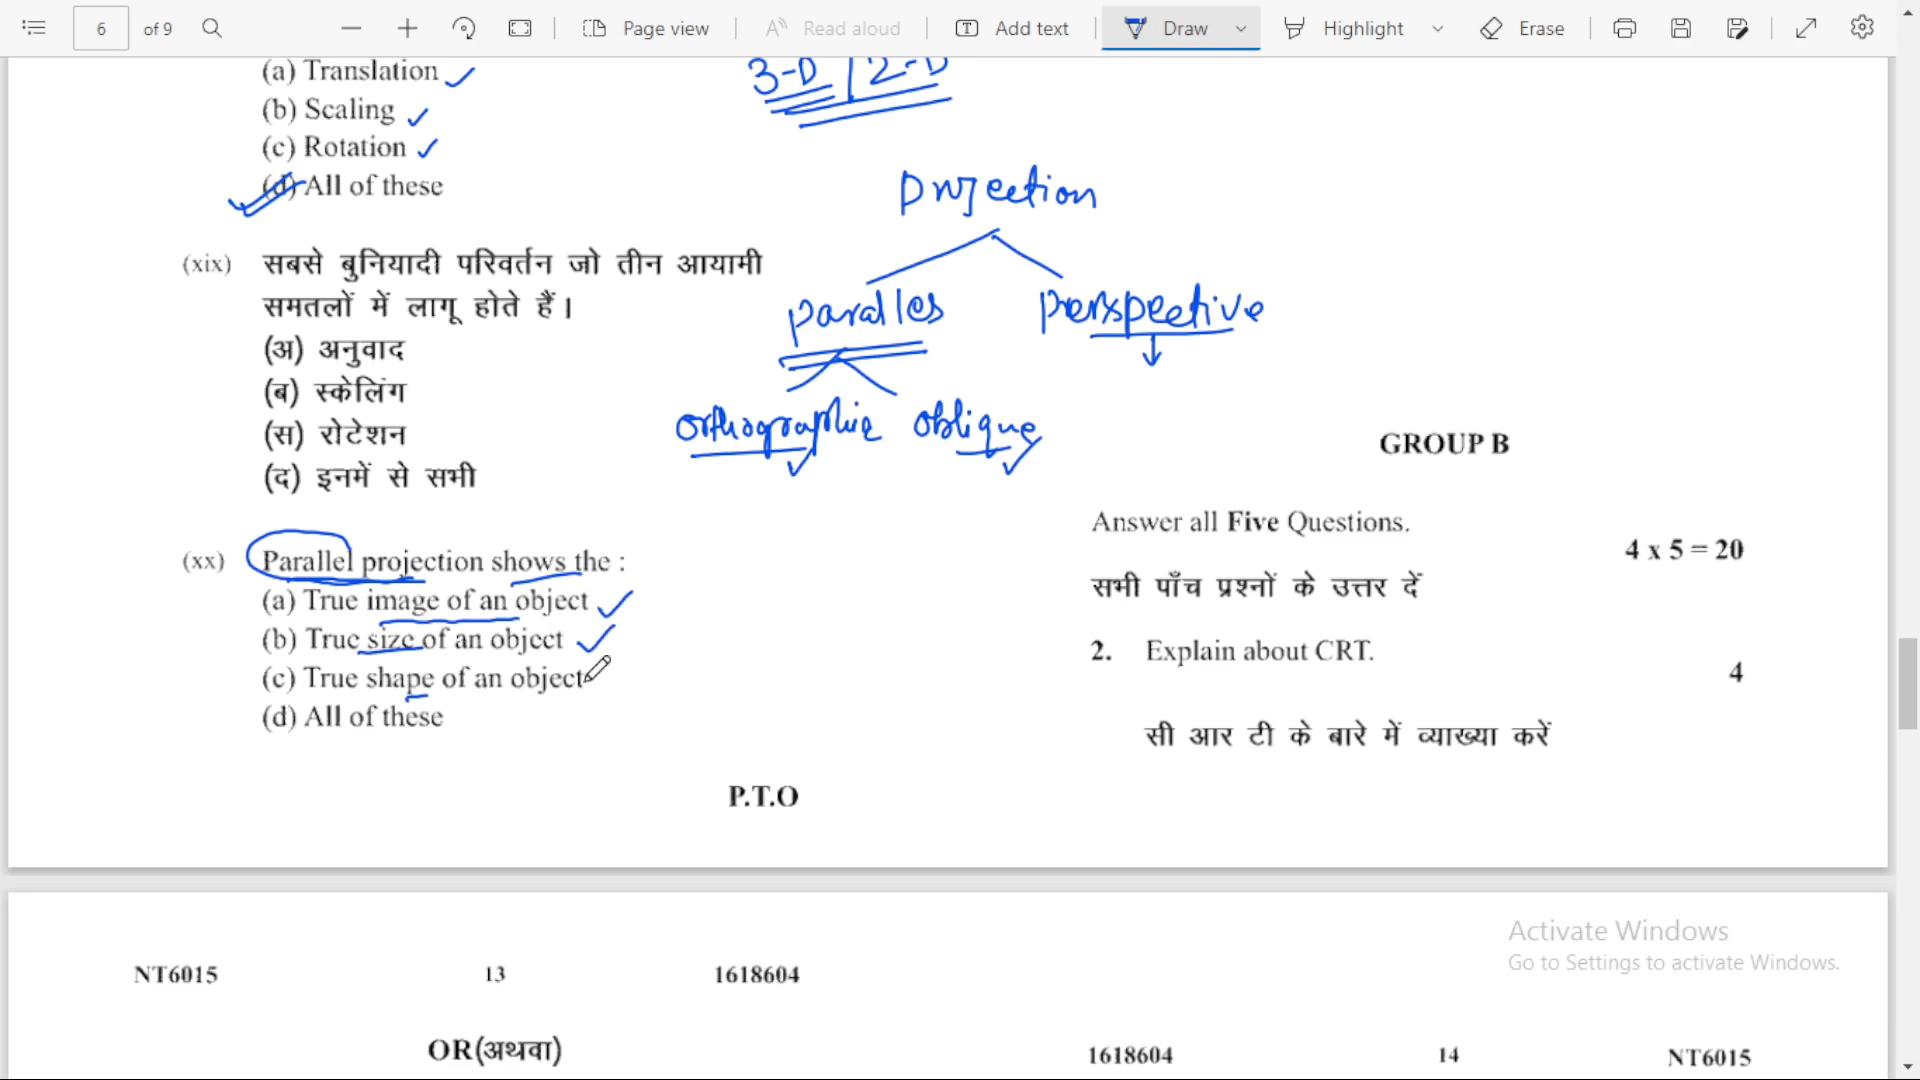 6 of 9 Page view Read aloud Add text Draw Highlight Erase
(a) Translation
(b) Scaling
(c) Rotation
(d) All of these
3-D | 2-D
Projection
Paralles Perspective
Orthographic Oblique
(xix) सबसे बुनियादी परिवर्तन जो तीन आयामी
समतलों में लागू होते हैं ।
(अ) अनुवाद
(ब) स्केलिंग
(स) रोटेशन
(द) इनमें से सभी
(xx) Parallel projection shows the :
(a) True image of an object
(b) True size of an object
(c) True shape of an object
(d) All of these
P.T.O
GROUP B
Answer all Five Questions.
4 x 5 = 20
सभी पाँच प्रश्नों के उत्तर दें
2. Explain about CRT.
4
सी आर टी के बारे में व्याख्या करें
Activate Windows
Go to Settings to activate Windows.
NT6015 13 1618604
OR(अथवा)
1618604 14 NT6015